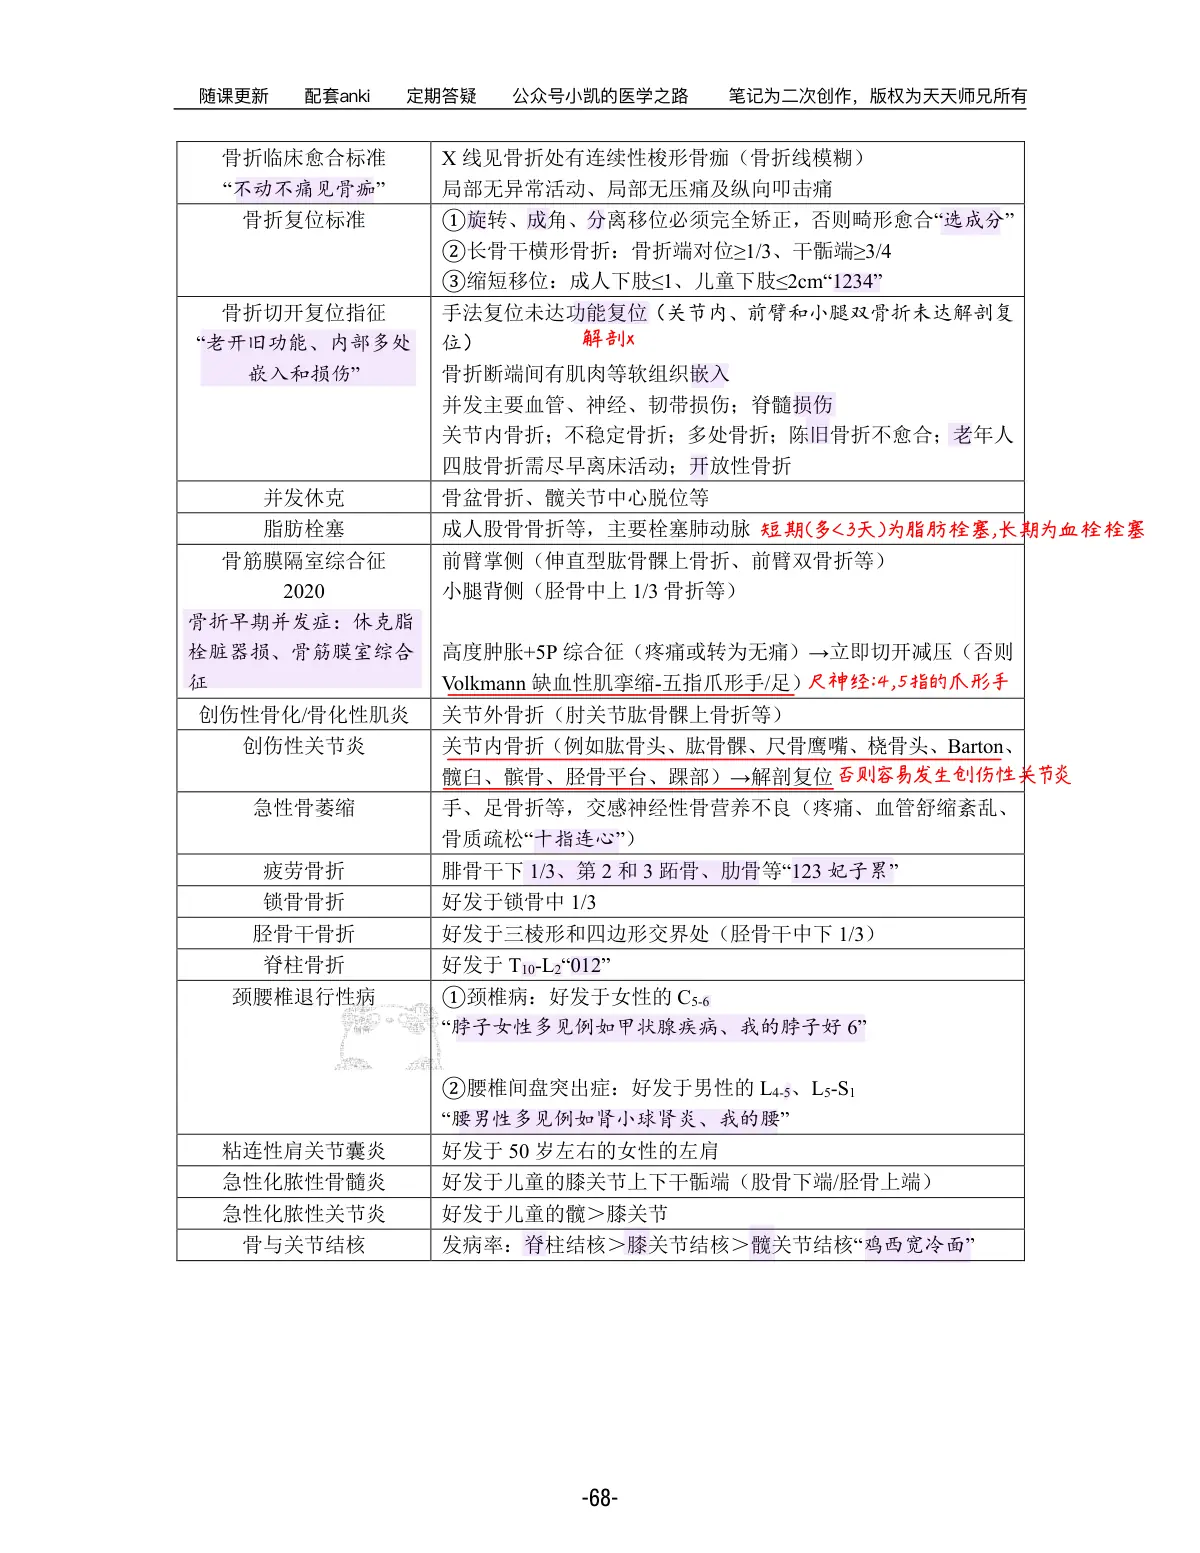 随课更新 配套anki 定期答疑 公众号小凯的医学之路 笔记为二次创作，版权为天天师兄所有
骨折临床愈合标准
“不动不痛见骨痂”
X 线见骨折处有连续性梭形骨痂（骨折线模糊）
局部无异常活动、局部无压痛及纵向叩击痛
骨折复位标准
①旋转、成角、分离移位必须完全矫正，否则畸形愈合“选成分”
②长骨干横形骨折：骨折端对位≥1/3、干骺端≥3/4
③缩短移位：成人下肢≤1、儿童下肢≤2cm“1234”
骨折切开复位指征
“老开旧功能、内部多处
嵌入和损伤”
手法复位未达功能复位（关节内、前臂和小腿双骨折未达解剖复
位）
解剖x
骨折断端间有肌肉等软组织嵌入
并发主要血管、神经、韧带损伤；脊髓损伤
关节内骨折；不稳定骨折；多处骨折；陈旧骨折不愈合；老年人
四肢骨折需尽早离床活动；开放性骨折
并发休克
骨盆骨折、髋关节中心脱位等
脂肪栓塞
成人股骨骨折等，主要栓塞肺动脉 短期(多<3天)为脂肪栓塞,长期为血栓栓塞
骨筋膜隔室综合征
2020
骨折早期并发症：休克脂
栓脏器损、骨筋膜室综合
征
前臂掌侧（伸直型肱骨髁上骨折、前臂双骨折等）
小腿背侧（胫骨中上 1/3 骨折等）
高度肿胀+5P 综合征（疼痛或转为无痛）→立即切开减压（否则
Volkmann 缺血性肌挛缩-五指爪形手/足）尺神经:4,5指的爪形手
创伤性骨化/骨化性肌炎
关节外骨折（肘关节肱骨髁上骨折等）
创伤性关节炎
关节内骨折（例如肱骨头、肱骨髁、尺骨鹰嘴、桡骨头、Barton、
髋臼、髌骨、胫骨平台、踝部）→解剖复位 否则容易发生创伤性关节炎
急性骨萎缩
手、足骨折等，交感神经性骨营养不良（疼痛、血管舒缩紊乱、
骨质疏松“十指连心”）
疲劳骨折
腓骨干下 1/3、第 2 和 3 跖骨、肋骨等“123 妃子累”
锁骨骨折
好发于锁骨中 1/3
胫骨干骨折
好发于三棱形和四边形交界处（胫骨干中下 1/3）
脊柱骨折
好发于 T10-L2“012”
颈腰椎退行性病
①颈椎病：好发于女性的 C5-6
“脖子女性多见例如甲状腺疾病、我的脖子好 6”
②腰椎间盘突出症：好发于男性的 L4-5、L5-S1
“腰男性多见例如肾小球肾炎、我的腰”
粘连性肩关节囊炎
好发于 50 岁左右的女性的左肩
急性化脓性骨髓炎
好发于儿童的膝关节上下干骺端（股骨下端/胫骨上端）
急性化脓性关节炎
好发于儿童的髋＞膝关节
骨与关节结核
发病率：脊柱结核＞膝关节结核＞髋关节结核“鸡西宽冷面”
-68-